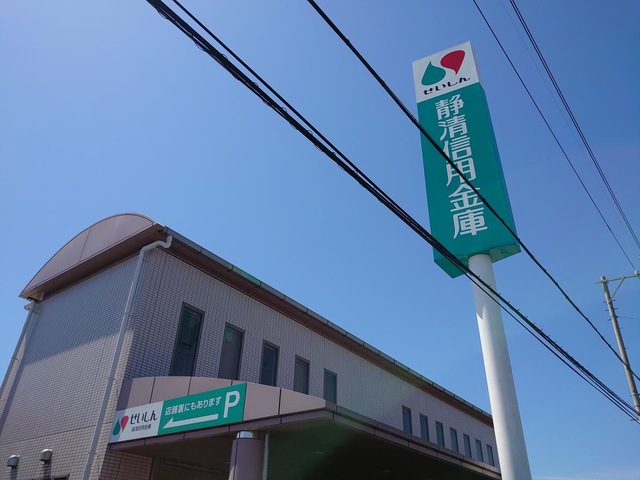 せいしん
静清信用金庫
せいしん
静清信用金庫
店舗裏にもあります
P